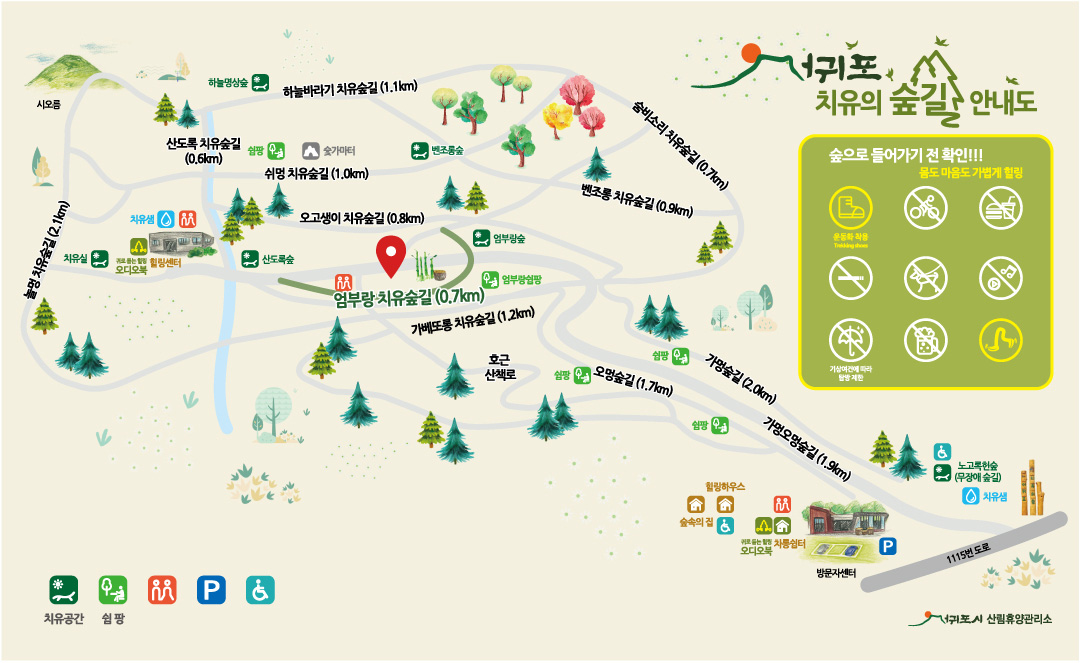 서귀포
치유의 숲길 안내도
시오름
하늘명상숲
하늘바라기 치유숲길 (1.1km)
숨비소리 치유숲길 (0.7km)
산도록 치유숲길
(0.6km)
쉼팡
숯가마터
벤조롱숲
쉬멍 치유숲길 (1.0km)
벤조롱 치유숲길 (0.9km)
놀멍 치유숲길 (2.1km)
치유샘
오고생이 치유숲길 (0.8km)
엄부랑숲
치유실
귀로 듣는 힐링
오디오북
힐링센터
산도록숲
엄부랑쉼팡
엄부랑 치유숲길 (0.7km)
가베또롱 치유숲길 (1.2km)
호근
산책로
쉼팡
오멍숲길 (1.7km)
쉼팡
가멍숲길 (2.0km)
쉼팡
가멍오멍숲길 (1.9km)
숲으로 들어가기 전 확인!!!
몸도 마음도 가볍게 힐링
운동화 착용
Trekking shoes
기상여건에 따라
탐방 제한
노고록헌숲
(무장애 숲길)
치유샘
힐링하우스
숲속의 집
귀로 듣는 힐링
오디오북
차롱쉼터
P
방문자센터
1115번 도로
P
치유공간
쉼팡
서귀포시 산림휴양관리소